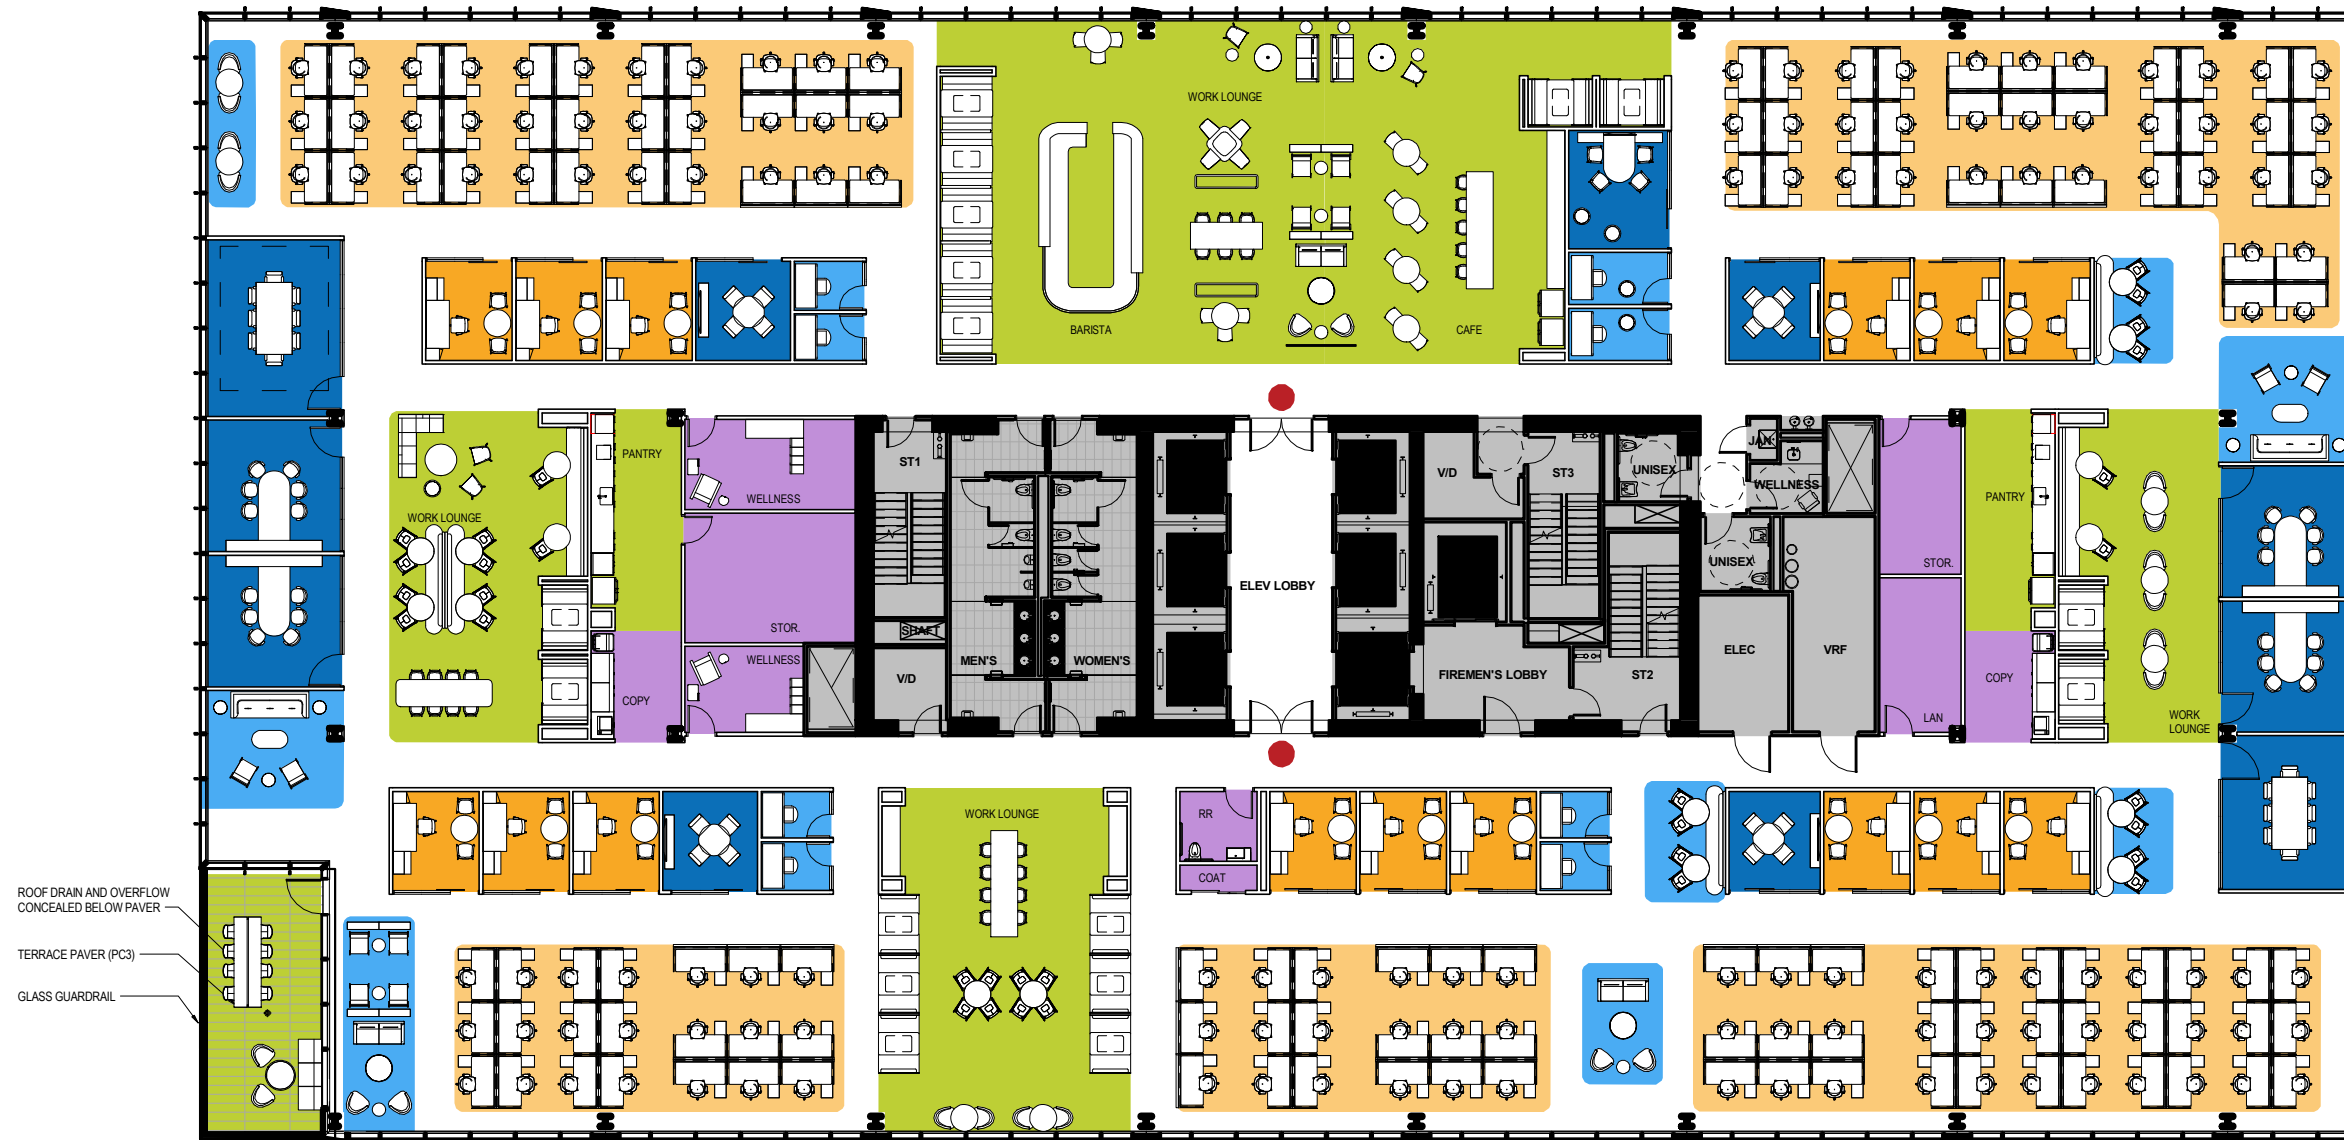 WORK LOUNGE
BARISTA
CAFE
PANTRY
WELLNESS
WORK LOUNGE
STOR.
WELLNESS
COPY
ST1
SHAFT
V/D
MEN'S
WOMEN'S
ELEV LOBBY
V/D
ST3
UNISEX
JAN
WELLNESS
UNISEX
FIREMEN'S LOBBY
ST2
ELEC
VRF
STOR.
LAN
PANTRY
COPY
WORK
LOUNGE
WORK LOUNGE
RR
COAT
ROOF DRAIN AND OVERFLOW
CONCEALED BELOW PAVER
TERRACE PAVER (PC3)
GLASS GUARDRAIL